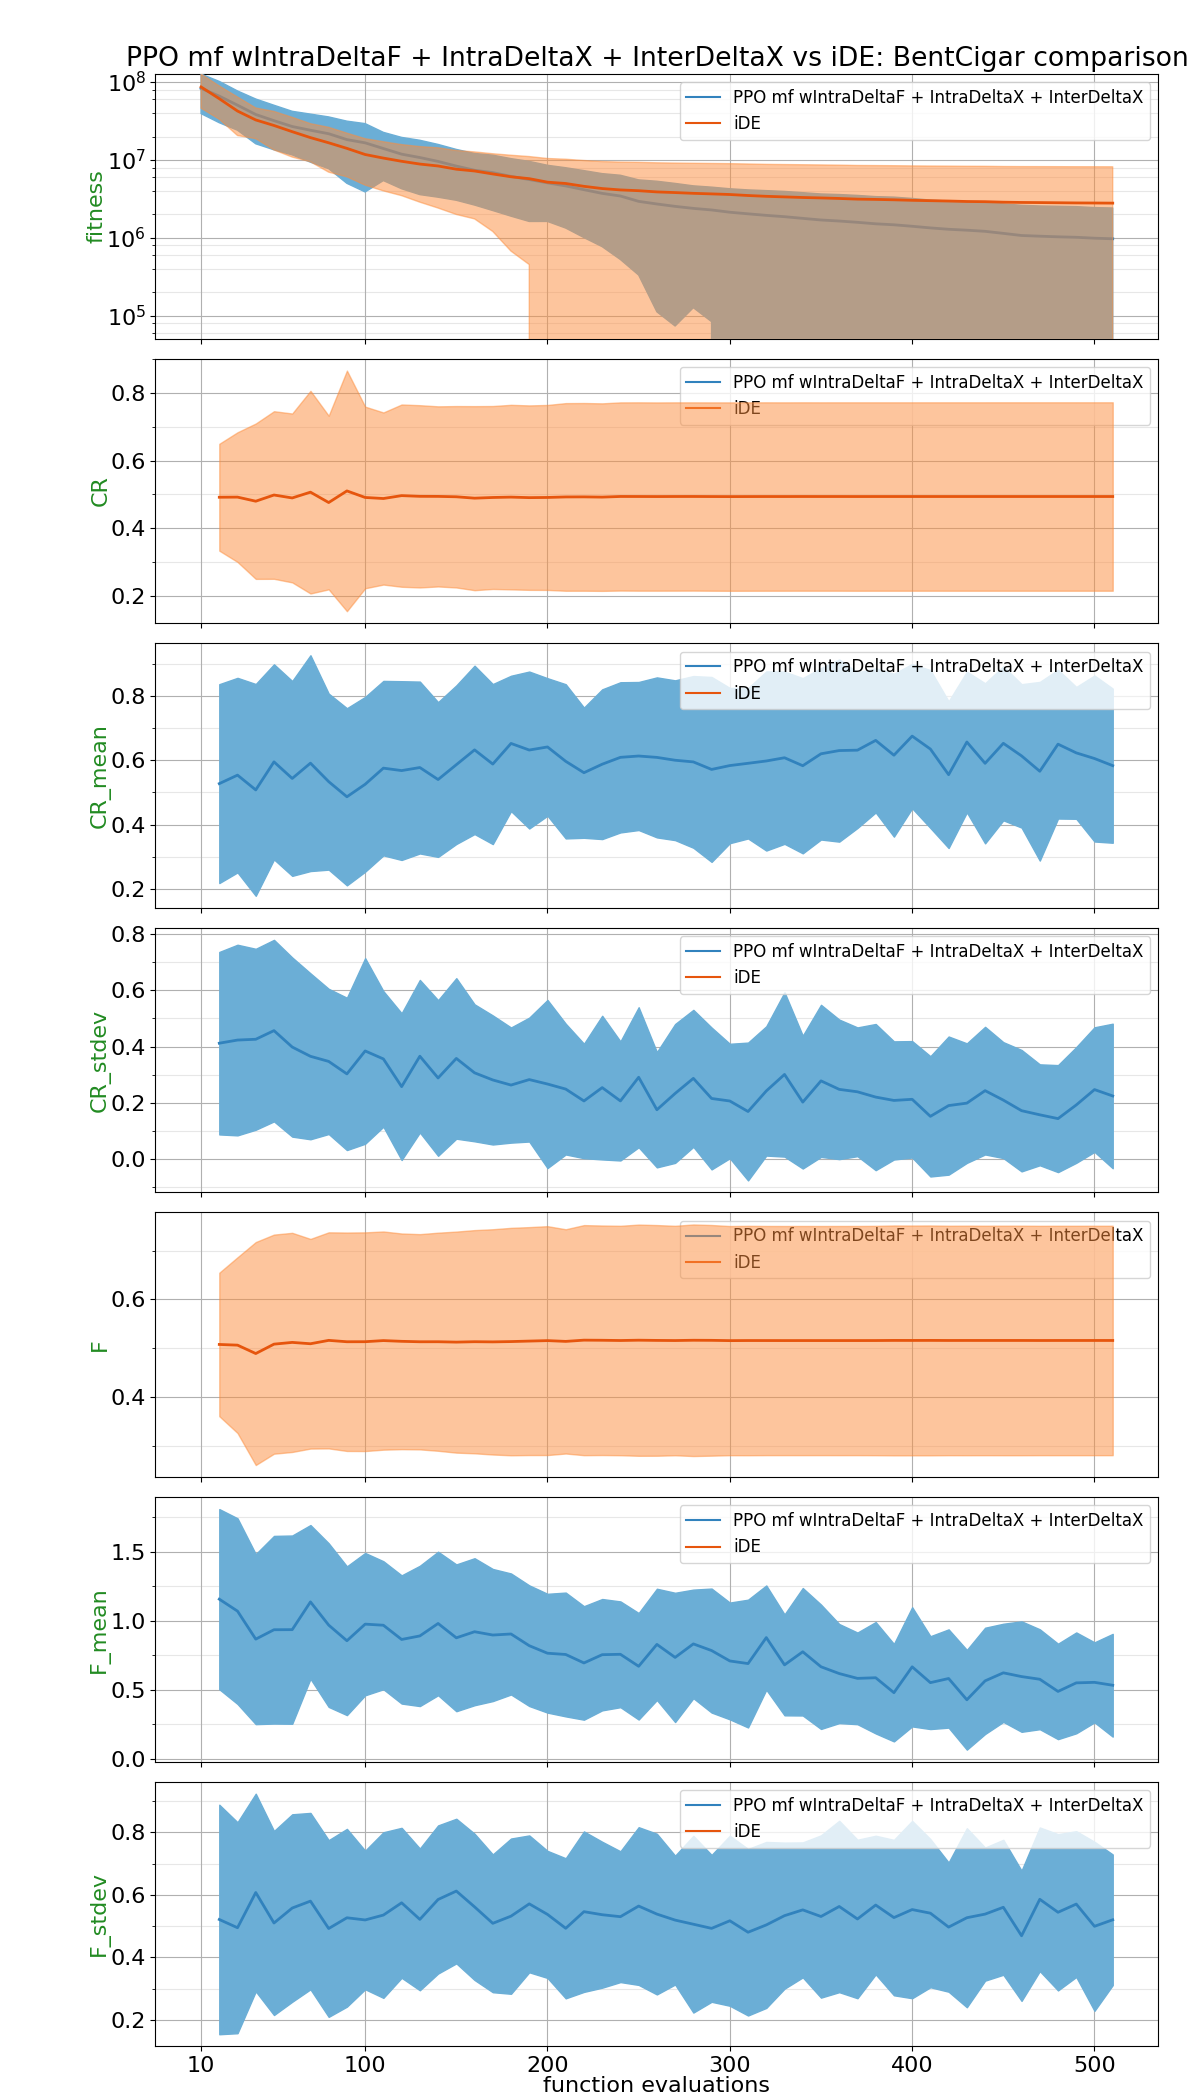 PPO mf wIntraDeltaF + IntraDeltaX + InterDeltaX vs iDE: BentCigar comparison
10^8
10^7
10^6
10^5
fitness
PPO mf wIntraDeltaF + IntraDeltaX + InterDeltaX
iDE
0.8
0.6
0.4
0.2
CR
PPO mf wIntraDeltaF + IntraDeltaX + InterDeltaX
iDE
0.8
0.6
0.4
0.2
CR_mean
PPO mf wIntraDeltaF + IntraDeltaX + InterDeltaX
iDE
0.8
0.6
0.4
0.2
0.0
CR_stdev
PPO mf wIntraDeltaF + IntraDeltaX + InterDeltaX
iDE
0.6
0.4
F
PPO mf wIntraDeltaF + IntraDeltaX + InterDeltaX
iDE
1.5
1.0
0.5
0.0
F_mean
PPO mf wIntraDeltaF + IntraDeltaX + InterDeltaX
iDE
0.8
0.6
0.4
0.2
F_stdev
PPO mf wIntraDeltaF + IntraDeltaX + InterDeltaX
iDE
10 100 200 300 400 500
function evaluations